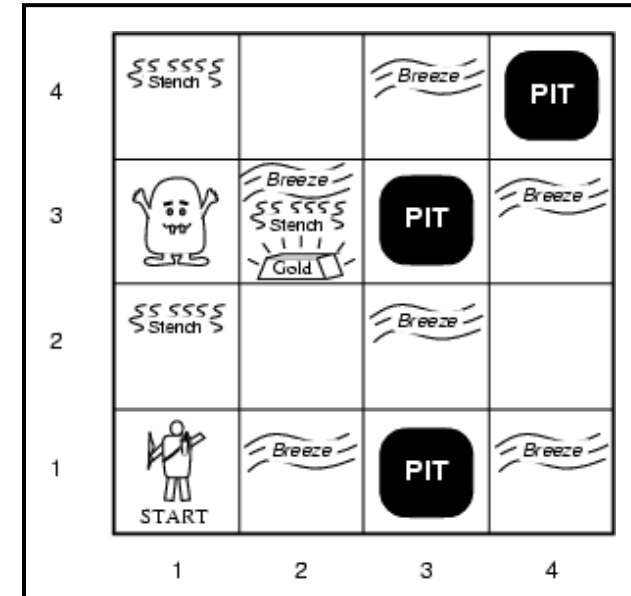 4
Stench
Breeze
PIT
3
Breeze
Stench
Gold
PIT
Breeze
2
Stench
Breeze
1
START
Breeze
PIT
Breeze
1 2 3 4